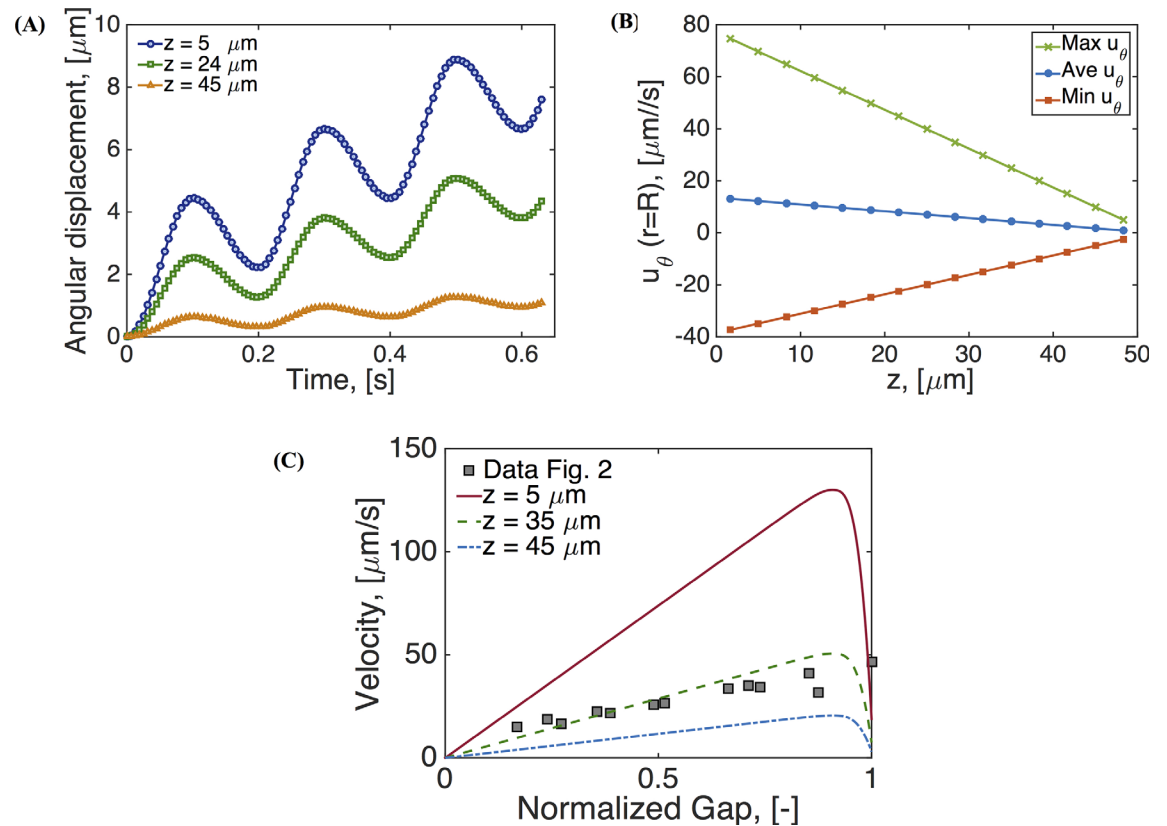 (A)
Angular displacement, [μm]
10
8
6
4
2
0
z = 5 μm
z = 24 μm
z = 45 μm
0 0.2 0.4 0.6
Time, [s]
(B)
u_θ (r=R), [μm//s]
80
60
40
20
0
-20
-40
Max u_θ
Ave u_θ
Min u_θ
0 10 20 30 40 50
z, [μm]
(C)
Velocity, [μm/s]
150
100
50
0
Data Fig. 2
z = 5 μm
z = 35 μm
z = 45 μm
0 0.5 1
Normalized Gap, [-]